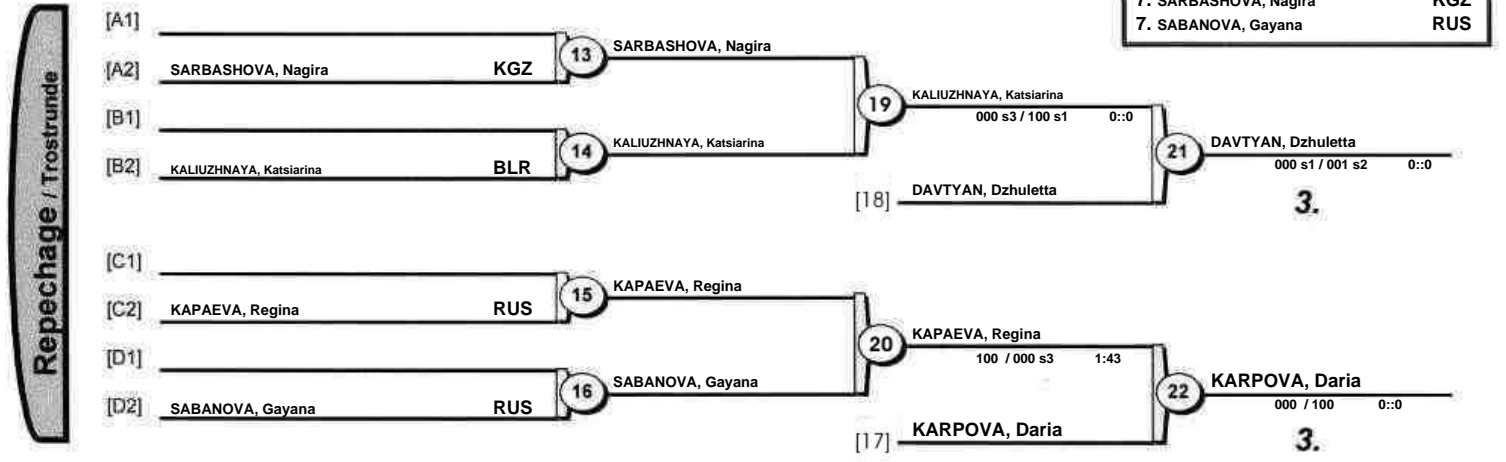 7. SARBASHOVA, Nagira KGZ
7. SABANOVA, Gayana RUS
Repechage / Trostrunde
[A1]
[A2] SARBASHOVA, Nagira KGZ
13 SARBASHOVA, Nagira
[B1]
[B2] KALIUZHNAYA, Katsiarina BLR
14 KALIUZHNAYA, Katsiarina
19 KALIUZHNAYA, Katsiarina
000 s3 / 100 s1 0::0
[18] DAVTYAN, Dzhuletta
21 DAVTYAN, Dzhuletta
000 s1 / 001 s2 0::0
3.
[C1]
[C2] KAPAEVA, Regina RUS
15 KAPAEVA, Regina
[D1]
[D2] SABANOVA, Gayana RUS
16 SABANOVA, Gayana
20 KAPAEVA, Regina
100 / 000 s3 1:43
[17] KARPOVA, Daria
22 KARPOVA, Daria
000 / 100 0::0
3.